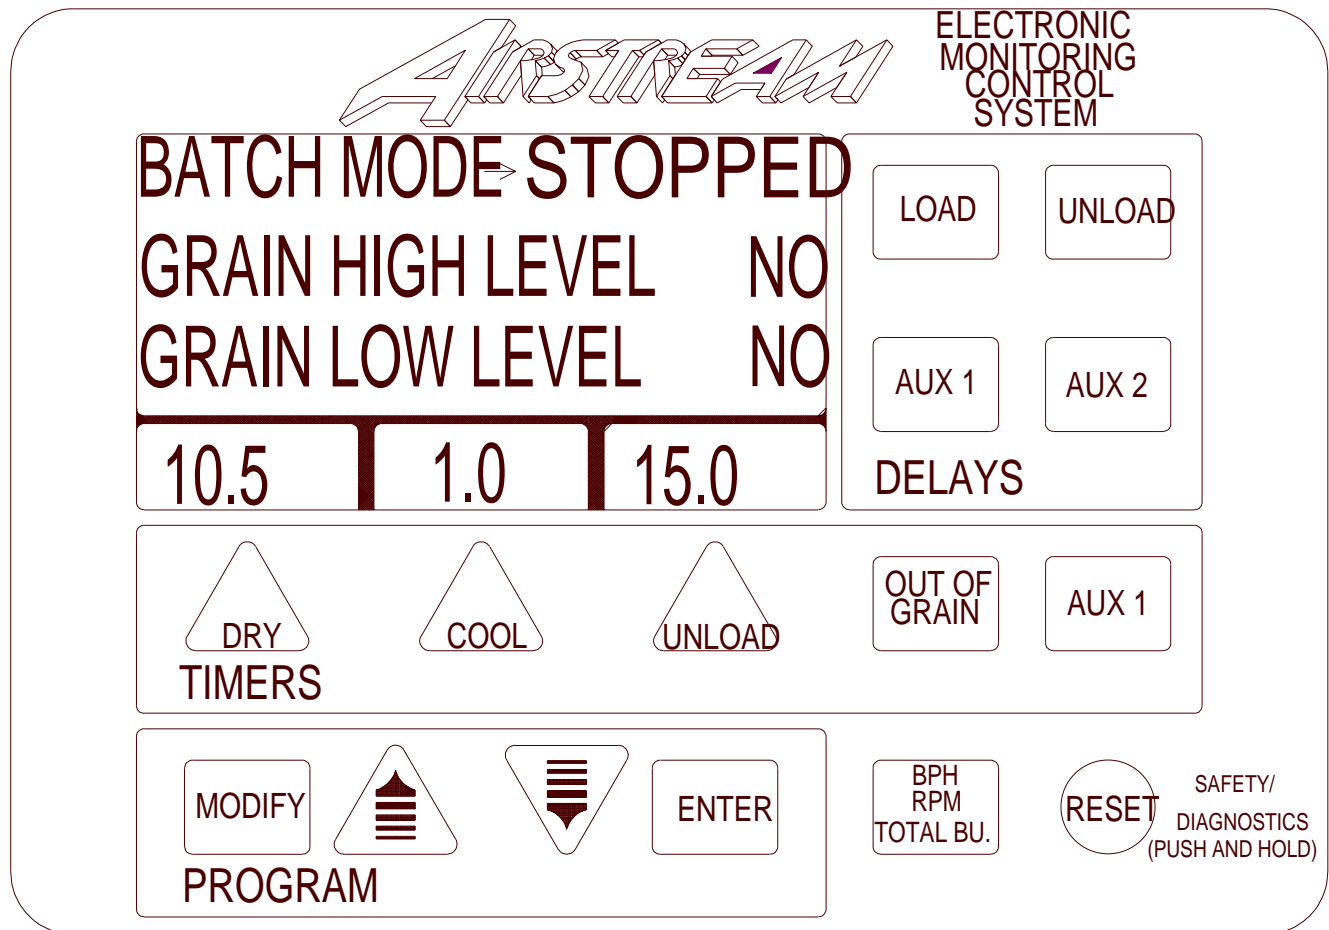 AIRSTREAM
ELECTRONIC
MONITORING
CONTROL
SYSTEM
BATCH MODE → STOPPED
GRAIN HIGH LEVEL NO
GRAIN LOW LEVEL NO
10.5 1.0 15.0
LOAD UNLOAD
AUX 1 AUX 2
DELAYS
DRY COOL UNLOAD
TIMERS
OUT OF
GRAIN
AUX 1
MODIFY
ENTER
PROGRAM
BPH
RPM
TOTAL BU.
RESET
SAFETY/
DIAGNOSTICS
(PUSH AND HOLD)